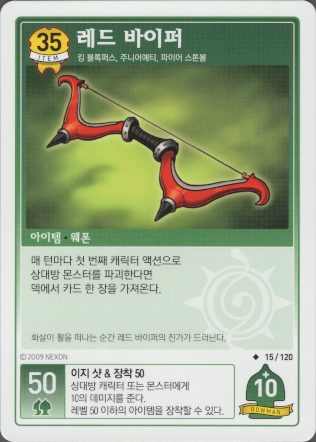 35
ITEM
레드 바이퍼
킹 블록퍼스, 주니어예티, 파이어 스톤볼
아이템·웨폰
매 턴마다 첫 번째 캐릭터 액션으로
상대방 몬스터를 파괴한다면
덱에서 카드 한 장을 가져온다.
화살이 활을 떠나는 순간 레드 바이퍼의 진가가 드러난다.
ⓒ2009 NEXON
◆ 15/120
50
이지 샷 & 장착 50
상대방 캐릭터 또는 몬스터에게
10의 데미지를 준다.
레벨 50 이하의 아이템을 장착할 수 있다.
+
10
BOWMAN